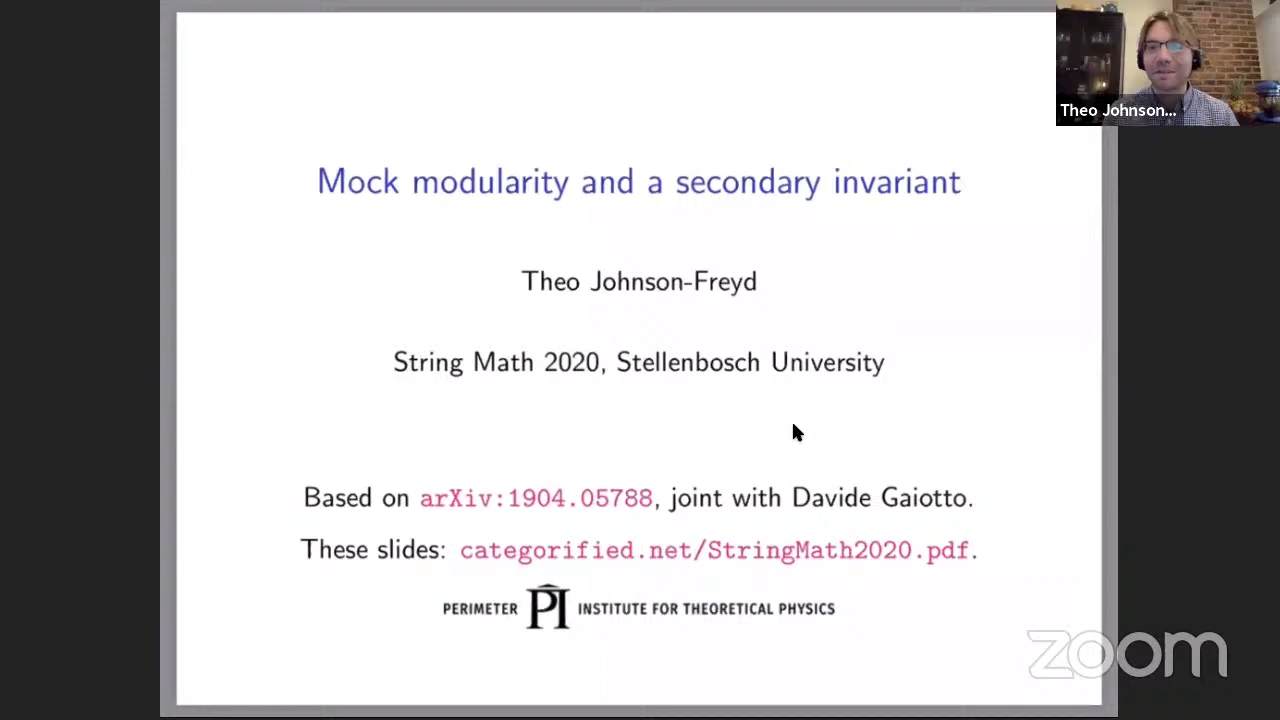 Theo Johnson...
Mock modularity and a secondary invariant
Theo Johnson-Freyd
String Math 2020, Stellenbosch University
Based on arXiv:1904.05788, joint with Davide Gaiotto.
These slides: categorified.net/StringMath2020.pdf.
PERIMETER PI INSTITUTE FOR THEORETICAL PHYSICS
zoom